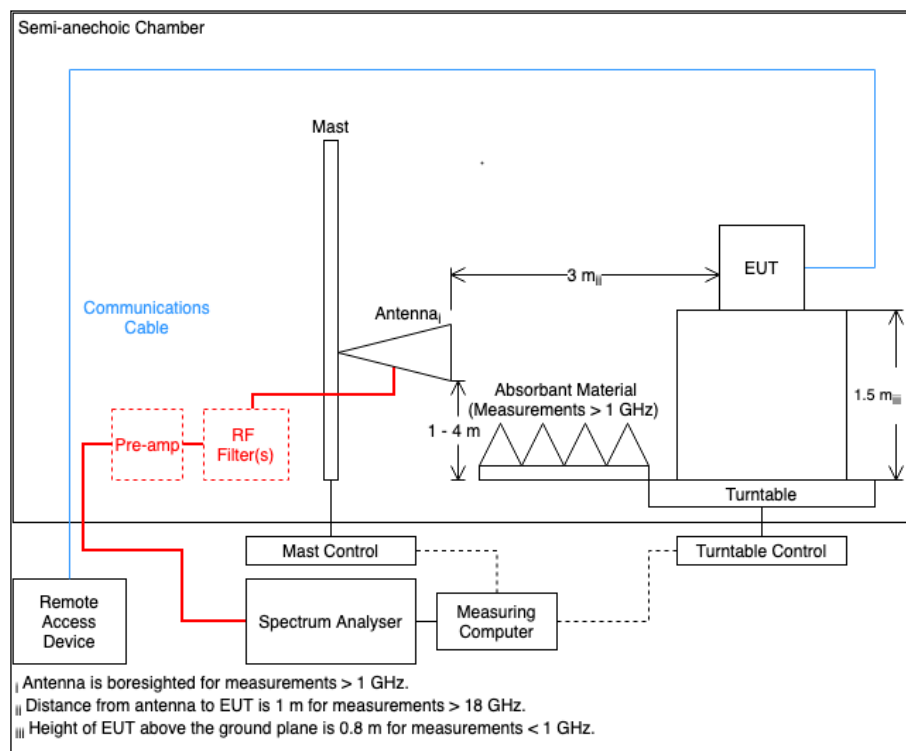 Semi-anechoic Chamber
Mast
EUT
3 mii
Communications
Cable
Antennai
Absorbant Material
(Measurements > 1 GHz)
1.5 miii
1 - 4 m
Pre-amp
RF
Filter(s)
Turntable
Mast Control
Turntable Control
Remote
Access
Device
Spectrum Analyser
Measuring
Computer
i Antenna is boresighted for measurements > 1 GHz.
ii Distance from antenna to EUT is 1 m for measurements > 18 GHz.
iii Height of EUT above the ground plane is 0.8 m for measurements < 1 GHz.